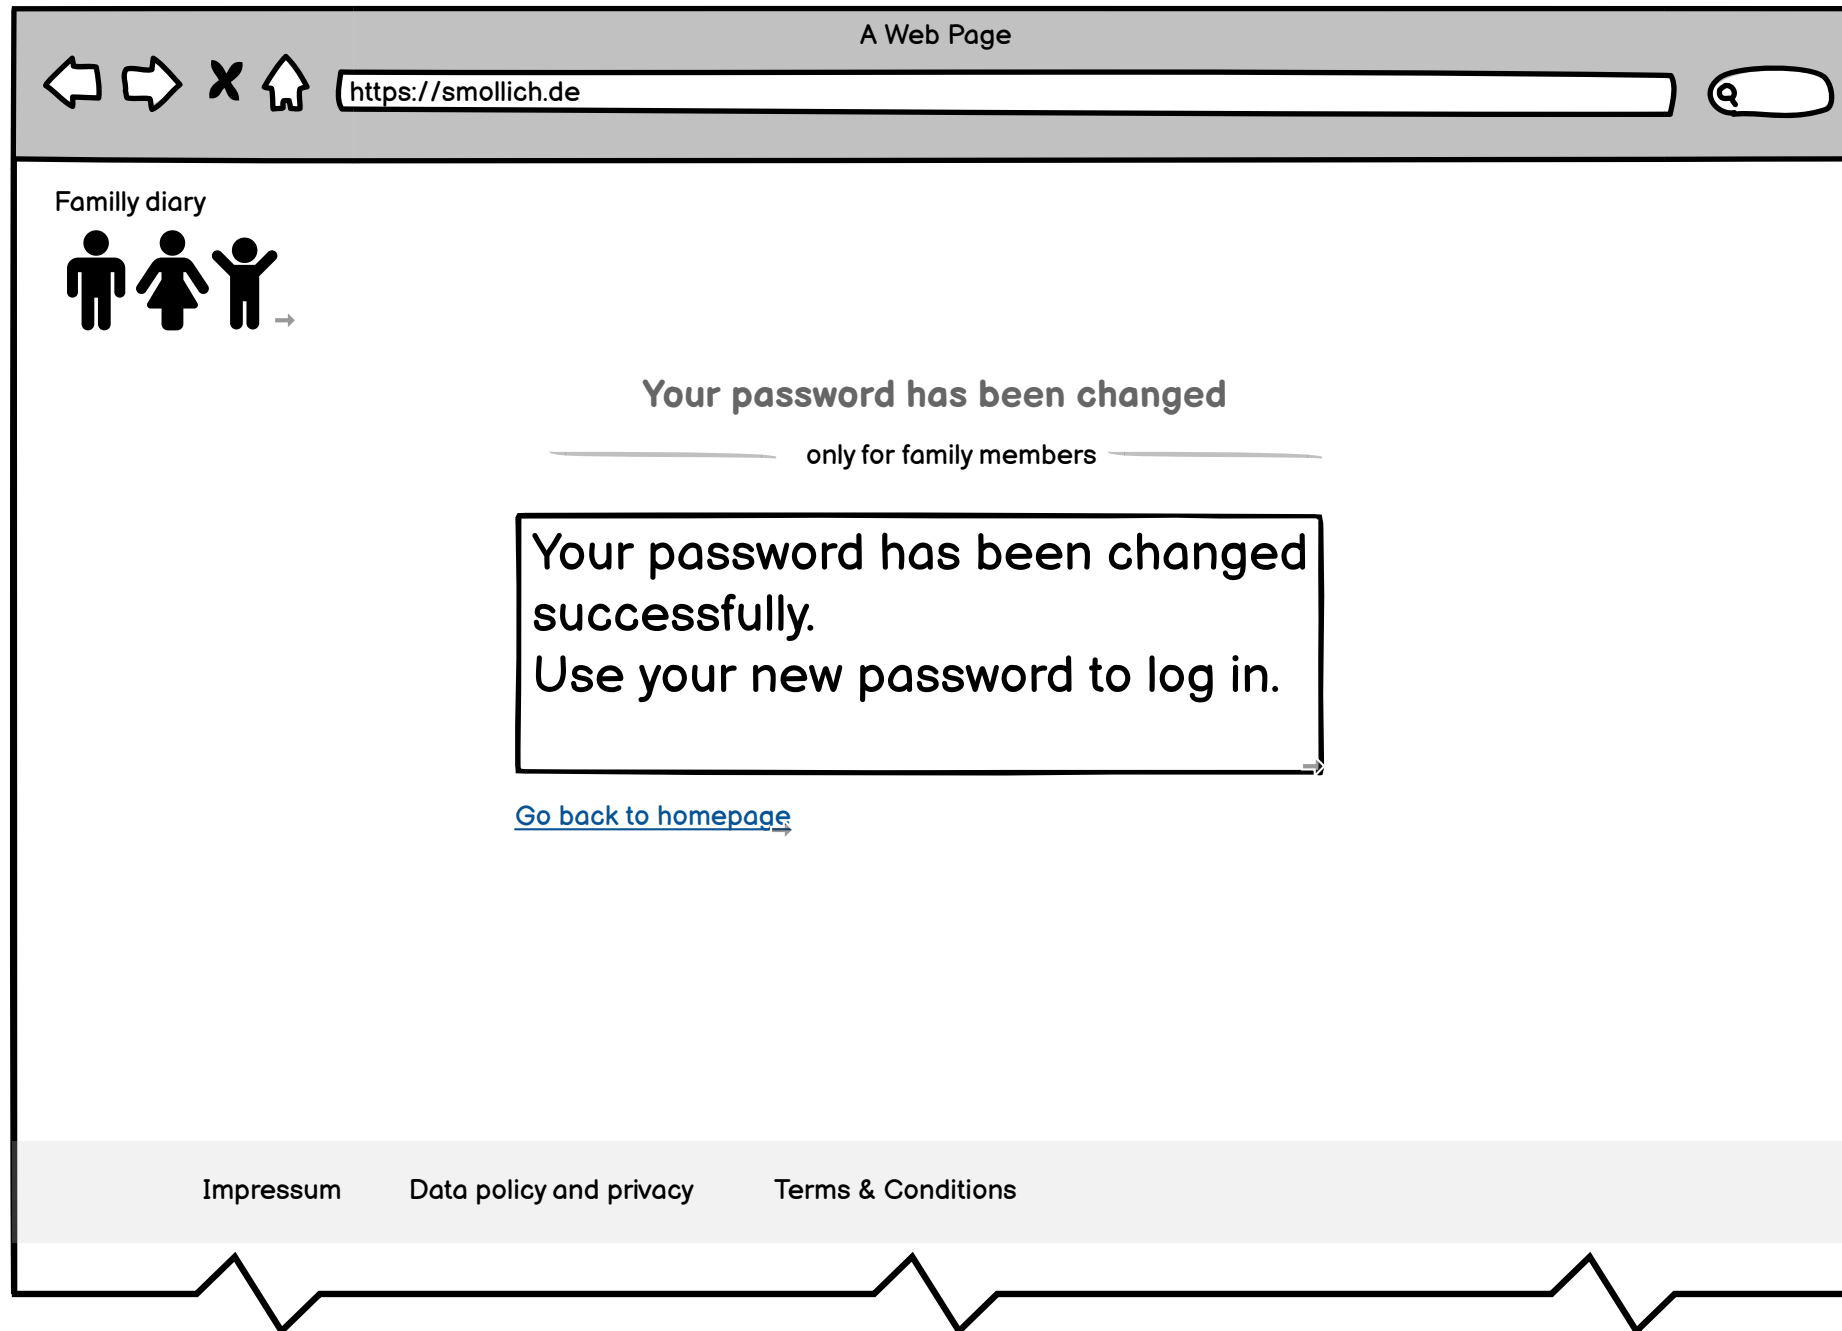 A Web Page
https://smollich.de
Familly diary
Your password has been changed
only for family members
Your password has been changed
successfully.
Use your new password to log in.
Go back to homepage
Impressum Data policy and privacy Terms & Conditions